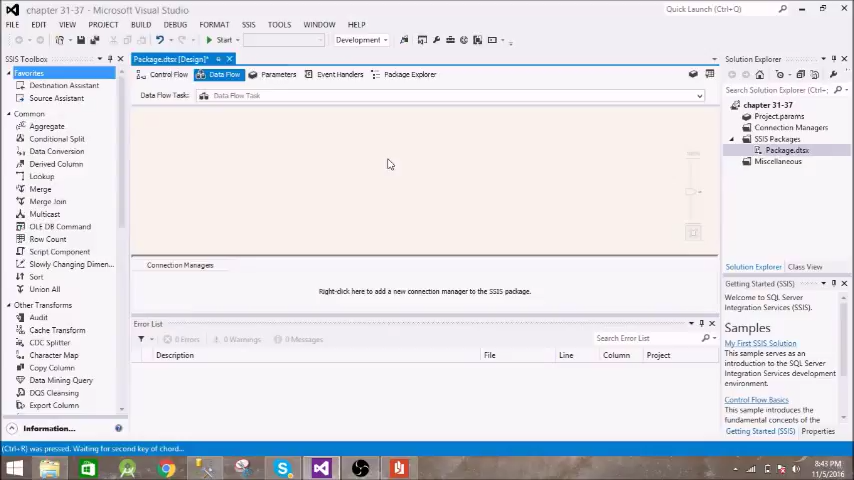 chapter 31-37 - Microsoft Visual Studio
Quick Launch (Ctrl+Q)
FILE EDIT VIEW PROJECT BUILD DEBUG FORMAT SSIS TOOLS WINDOW HELP
Start
Development
SSIS Toolbox
Package.dtsx [Design]*
Solution Explorer
Favorites
Control Flow
Data Flow
Parameters
Event Handlers
Package Explorer
Destination Assistant
Source Assistant
Data Flow Task:
Data Flow Task
Search Solution Explorer
chapter 31-37
Project.params
Connection Managers
SSIS Packages
Package.dtsx
Miscellaneous
Common
Aggregate
Conditional Split
Data Conversion
Derived Column
Lookup
Merge
Merge Join
Multicast
OLE DB Command
Row Count
Script Component
Slowly Changing Dimen...
Sort
Union All
Other Transforms
Audit
Cache Transform
CDC Splitter
Character Map
Copy Column
Data Mining Query
DQS Cleansing
Export Column
Information...
Connection Managers
Right-click here to add a new connection manager to the SSIS package.
Error List
0 Errors
0 Warnings
0 Messages
Search Error List
Description File Line Column Project
Solution Explorer Class View
Getting Started (SSIS)
Welcome to SQL Server
Integration Services (SSIS)
Samples
My First SSIS Solution
This sample serves as an
introduction to the SQL Server
Integration Services development
environment.
Control Flow Basics
This sample introduces the
fundamental concepts of the
Getting Started (SSIS) Properties
(Ctrl+R) was pressed. Waiting for second key of chord...
8:43 PM
11/5/2016